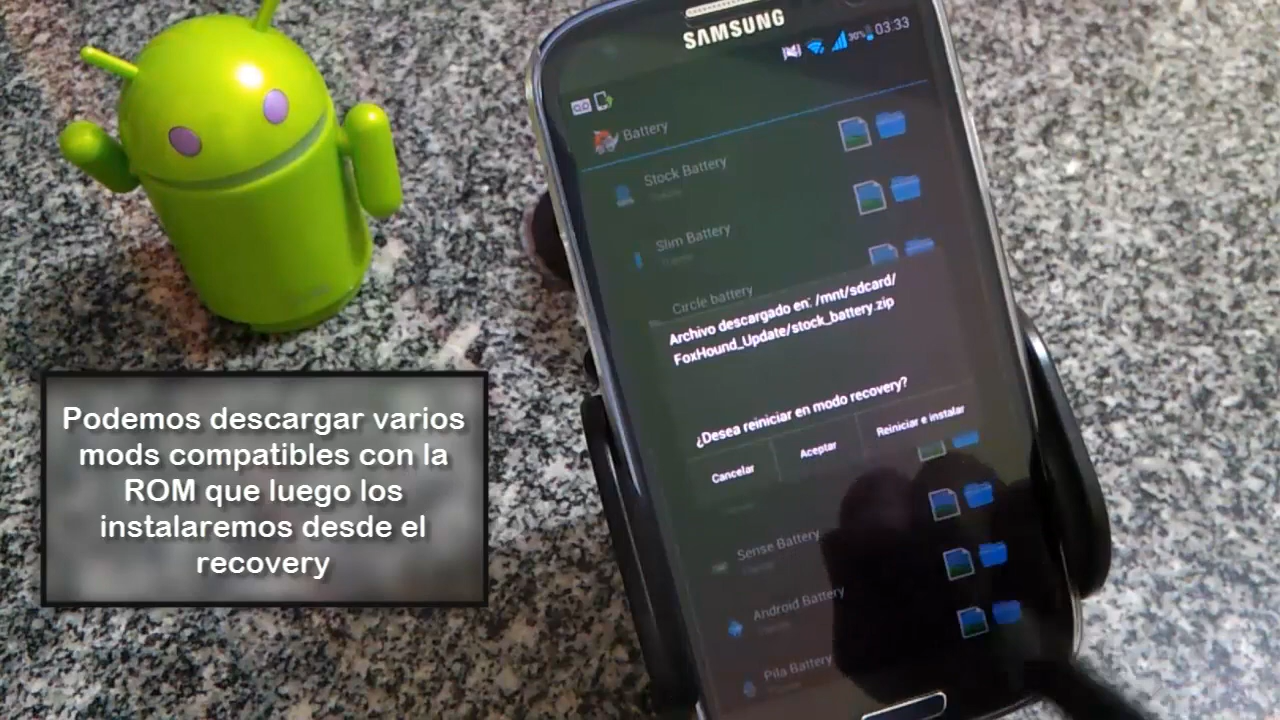 SAMSUNG
30% 03:33
Battery
Stock Battery
Slim Battery
Circle battery
Archivo descargado en: /mnt/sdcard/
FoxHound_Update/stock_battery.zip
¿Desea reiniciar en modo recovery?
Cancelar
Aceptar
Reiniciar e instalar
Sense Battery
Android Battery
Pila Battery
Podemos descargar varios
mods compatibles con la
ROM que luego los
instalaremos desde el
recovery